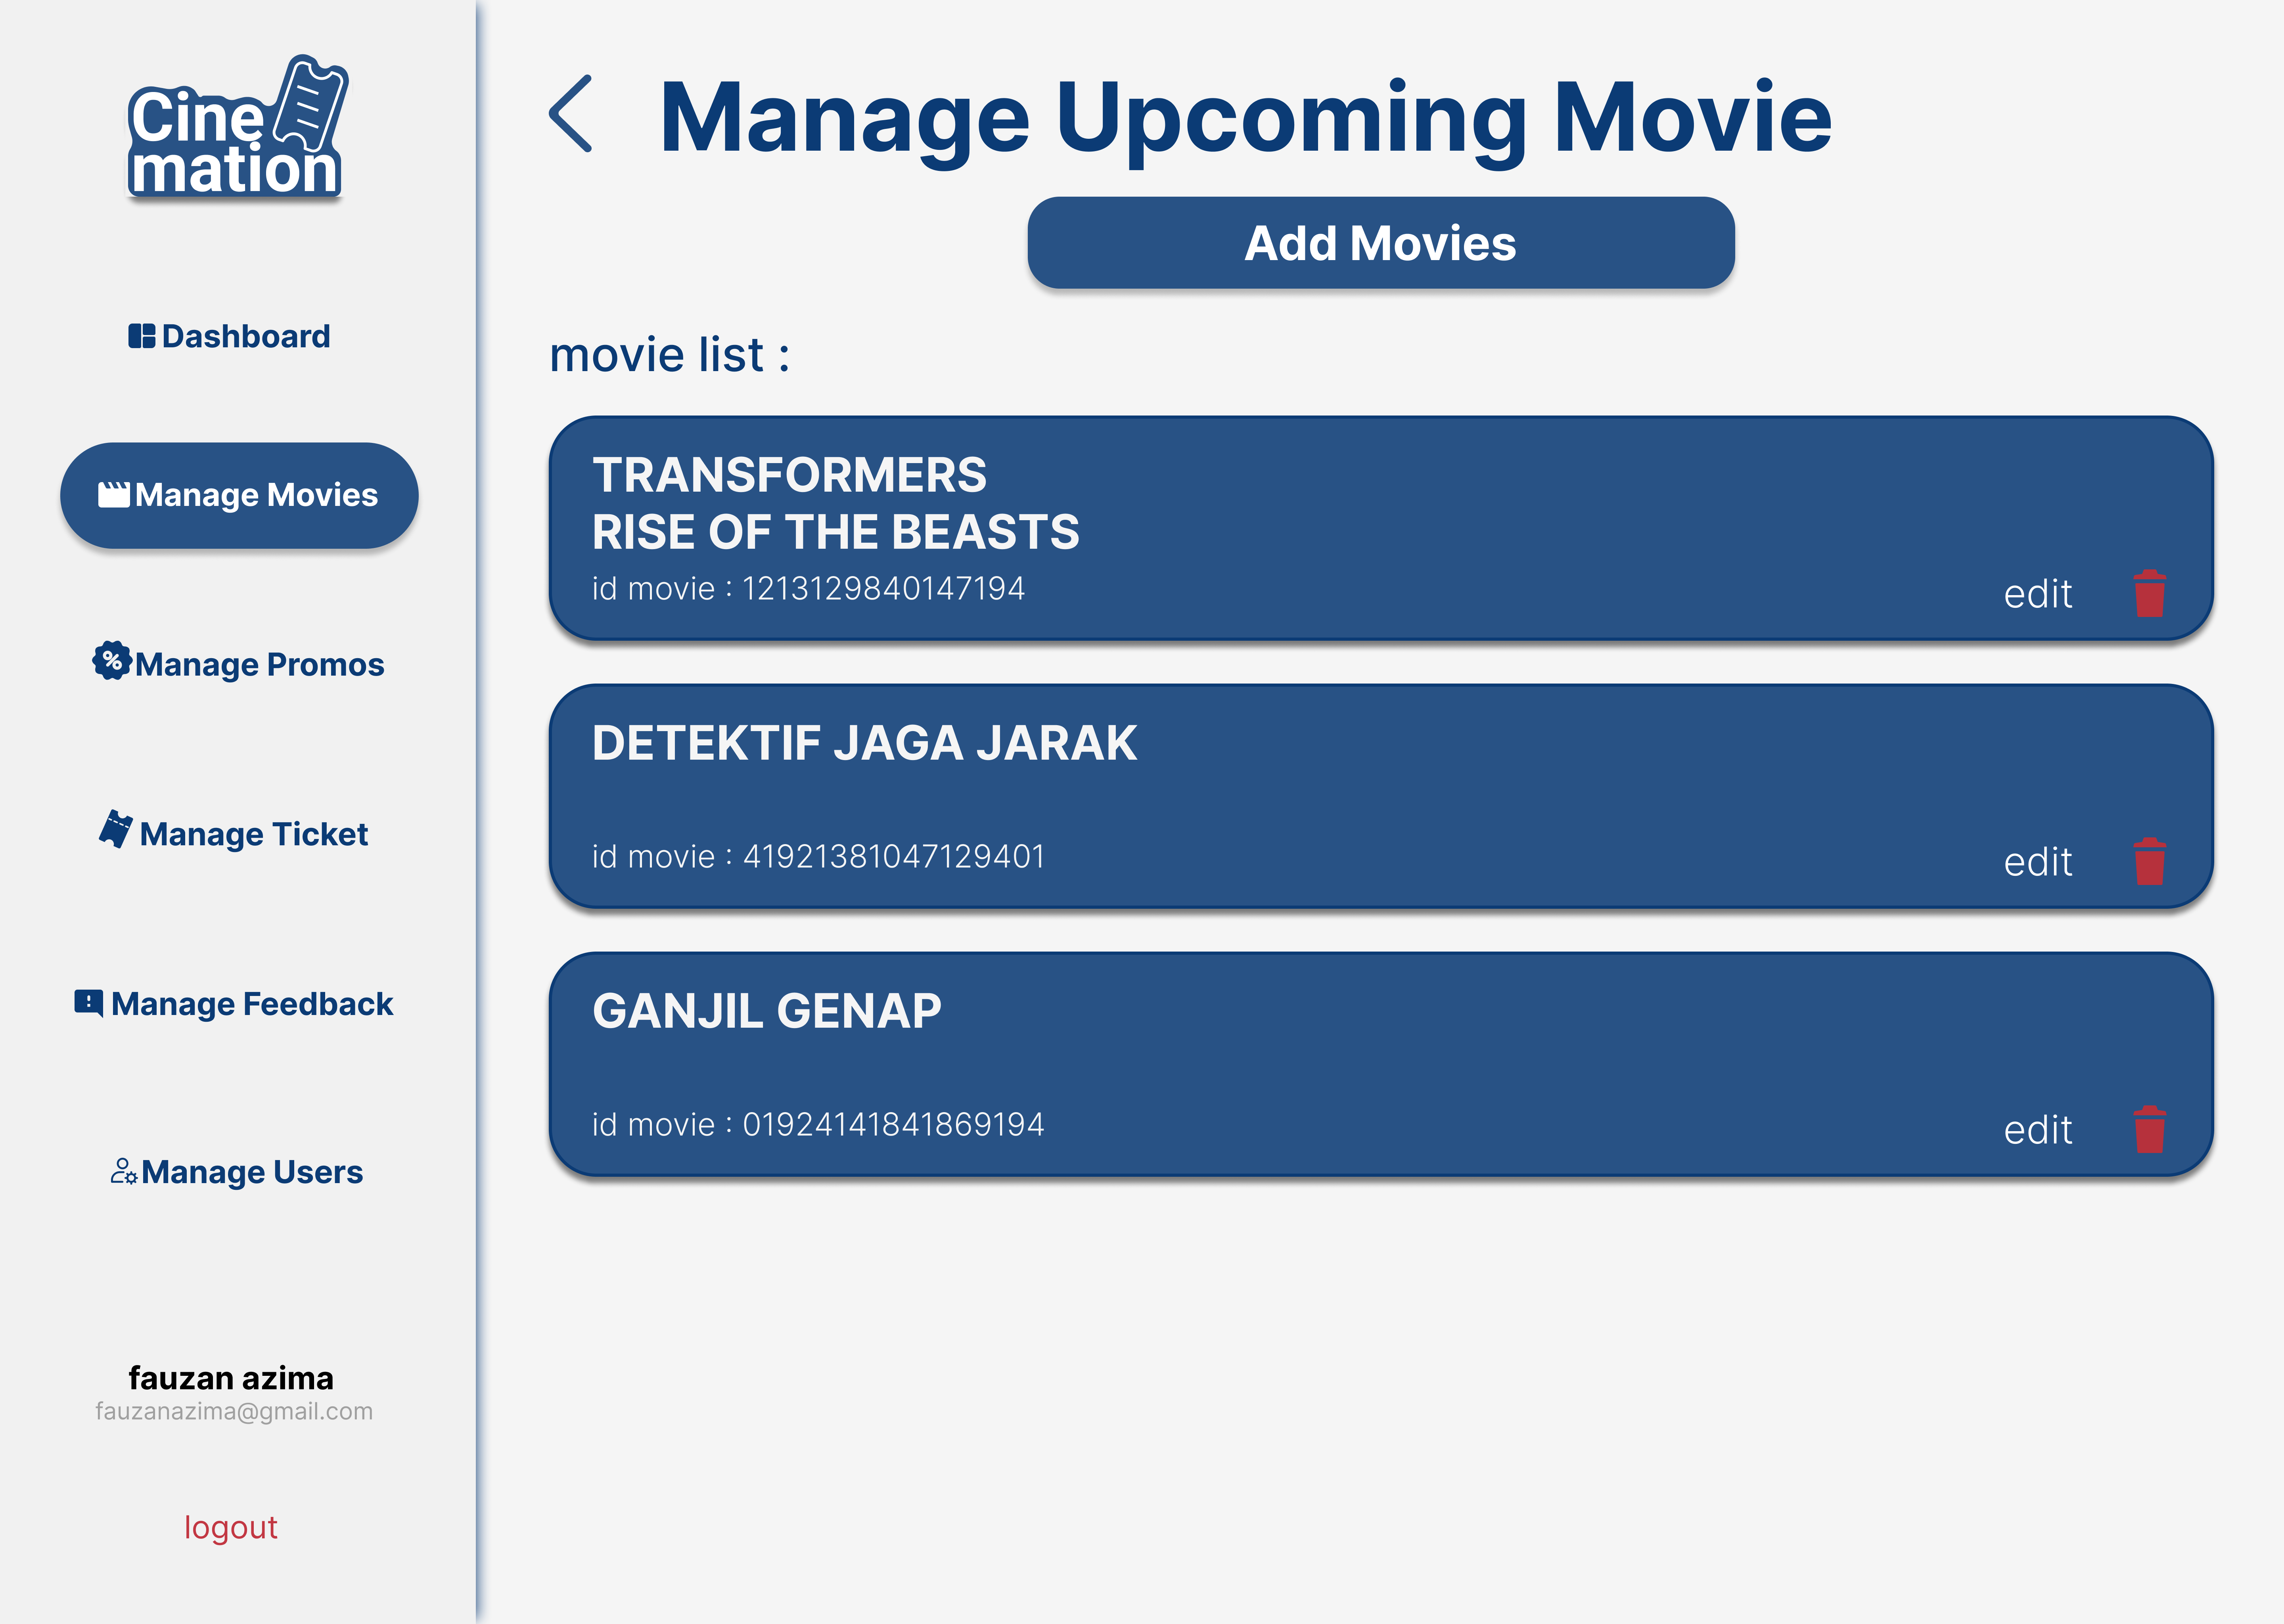 Cine
mation
Dashboard
Manage Movies
Manage Promos
Manage Ticket
Manage Feedback
Manage Users
fauzan azima
fauzanazima@gmail.com
logout
Manage Upcoming Movie
Add Movies
movie list :
TRANSFORMERS
RISE OF THE BEASTS
id movie : 1213129840147194
edit
DETEKTIF JAGA JARAK
id movie : 41921381047129401
edit
GANJIL GENAP
id movie : 01924141841869194
edit